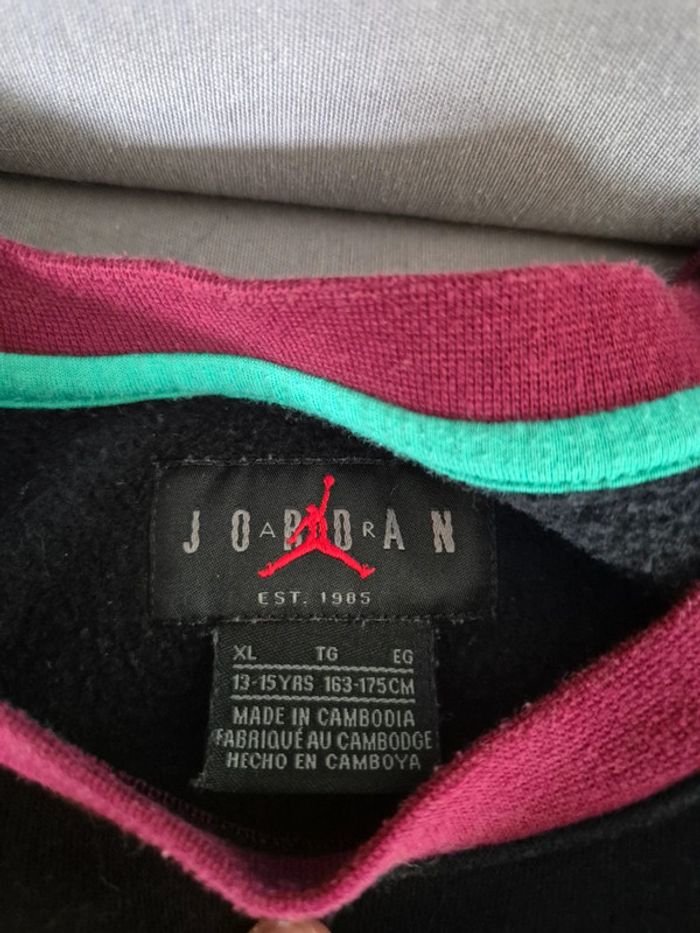 JORDAN
AIR
EST. 1985
XL TG EG
13-15YRS 163-175CM
MADE IN CAMBODIA
FABRIQUÉ AU CAMBODGE
HECHO EN CAMBOYA